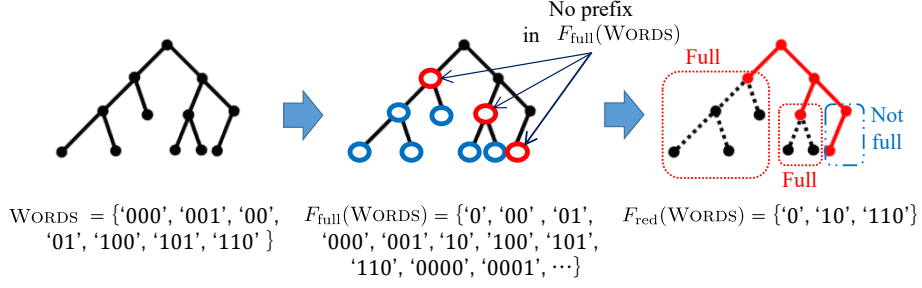 No prefix
in F_full(WORDS)
Full
Not
full
Full
WORDS = {‘000’, ‘001’, ‘00’,
‘01’, ‘100’, ‘101’, ‘110’ }
F_full(WORDS) = {‘0’, ‘00’ , ‘01’,
‘000’, ‘001’, ‘10’, ‘100’, ‘101’,
‘110’, ‘0000’, ‘0001’, ⋯}
F_red(WORDS) = {‘0’, ‘10’, ‘110’}